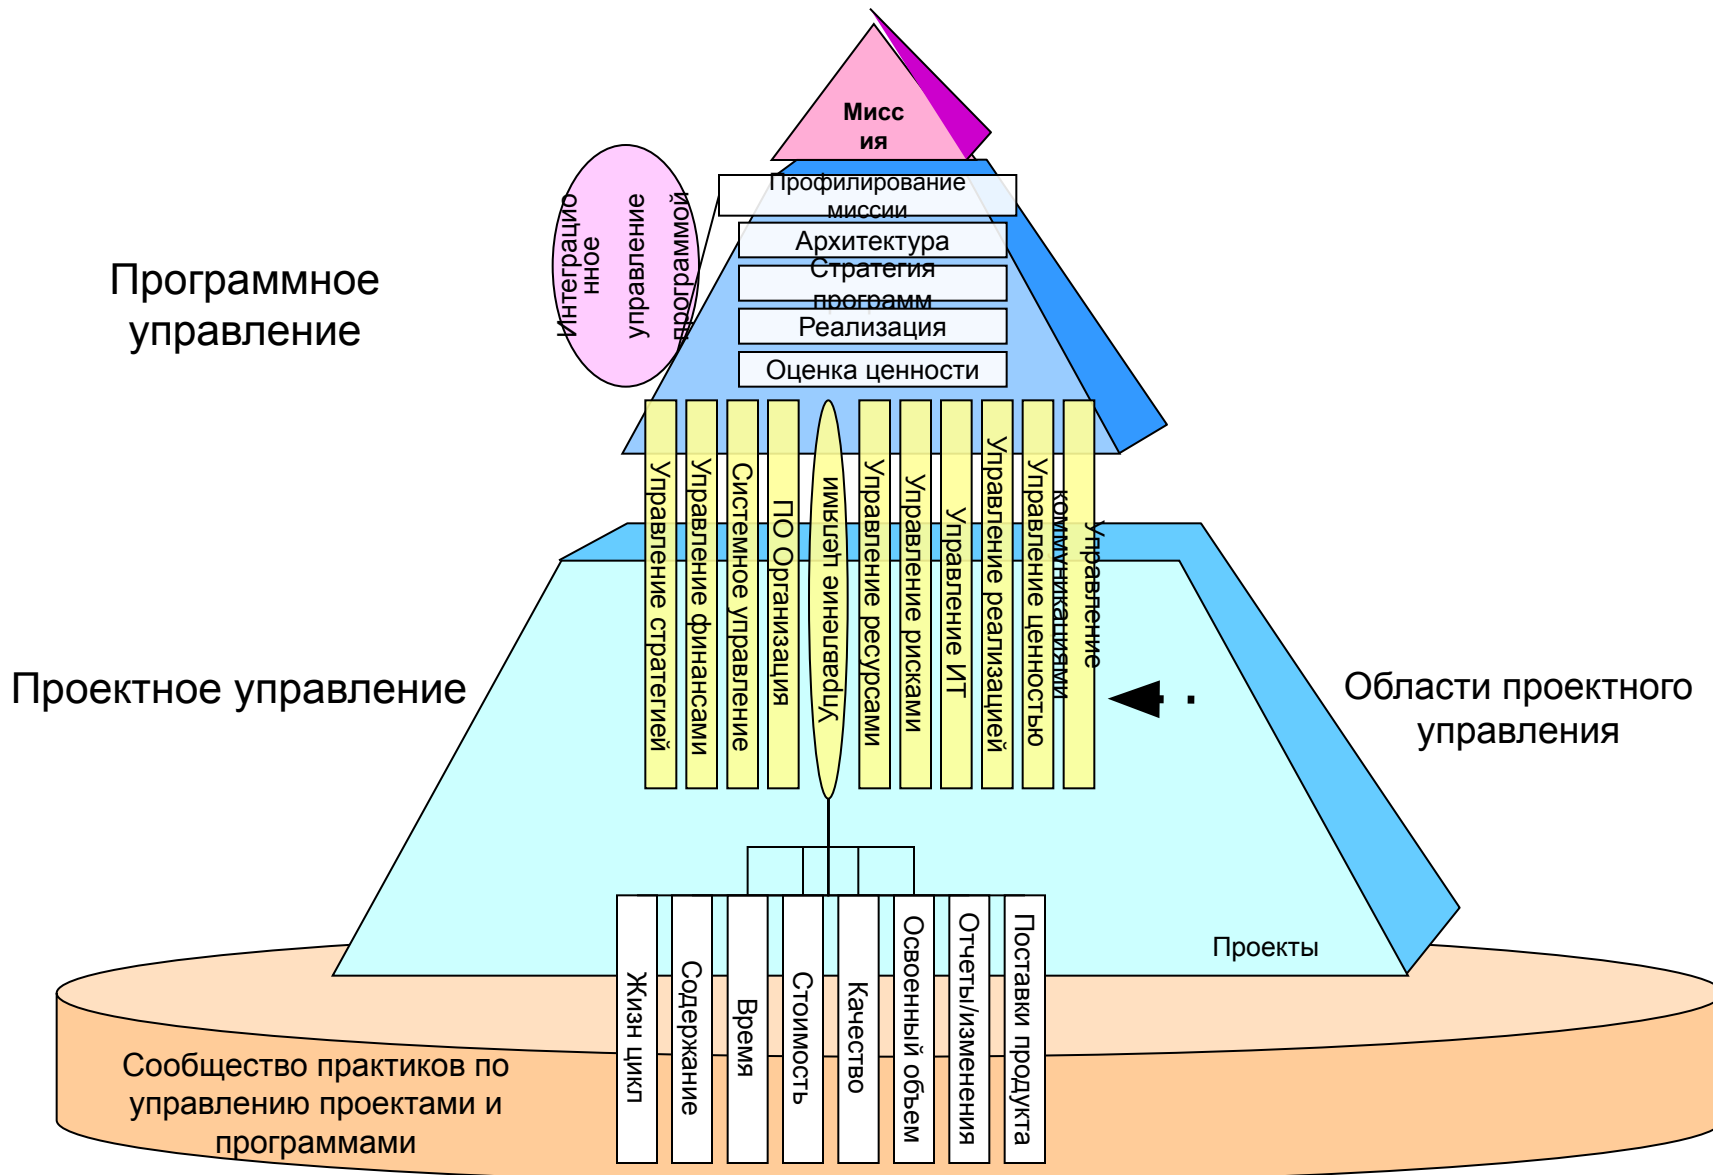 Мисс
ия
Профилирование
миссии
Архитектура
Стратегия
программ
Реализация
Оценка ценности
Интеграцио
нное
управление
программой
Программное
управление
Управление стратегией
Управление финансами
Системное управление
ПО Организация
Управление целями
Управление ресурсами
Управление рисками
Управление ИТ
Управление реализацией
Управление ценностью
Управление
коммуникациями
Проектное управление
Области проектного
управления
Проекты
Жизн цикл
Содержание
Время
Стоимость
Качество
Освоенный объем
Отчеты/изменения
Поставки продукта
Сообщество практиков по
управлению проектами и
программами